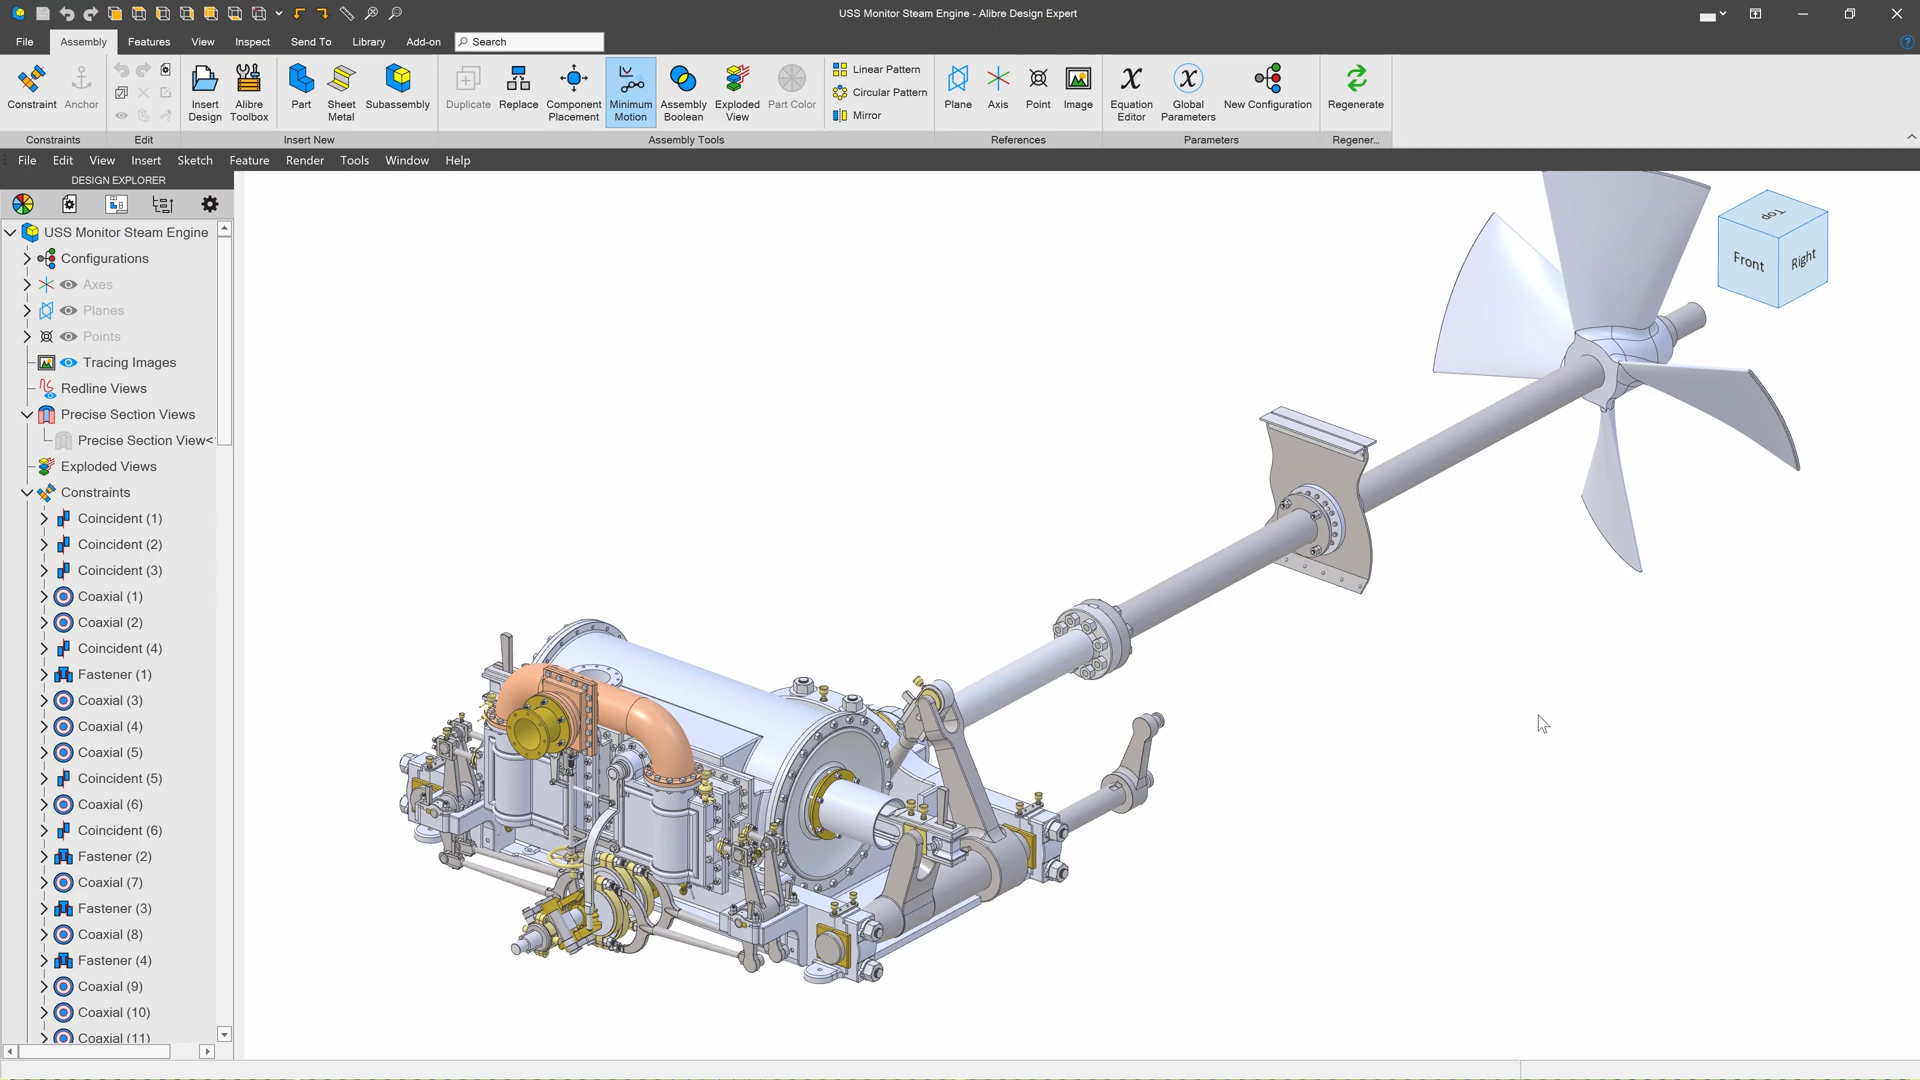 USS Monitor Steam Engine - Alibre Design Expert
File Assembly Features View Inspect Send To Library Add-on Search
Constraint Anchor
Insert Design Alibre Toolbox Part Sheet Metal Subassembly
Duplicate Replace Component Placement Minimum Motion Assembly Boolean Exploded View Part Color
Linear Pattern
Circular Pattern
Mirror
Plane Axis Point Image
Equation Editor Global Parameters New Configuration
Regenerate
Constraints Edit Insert New Assembly Tools References Parameters Regener...
File Edit View Insert Sketch Feature Render Tools Window Help
DESIGN EXPLORER
USS Monitor Steam Engine
Configurations
Axes
Planes
Points
Tracing Images
Redline Views
Precise Section Views
Precise Section View<
Exploded Views
Constraints
Coincident (1)
Coincident (2)
Coincident (3)
Coaxial (1)
Coaxial (2)
Coincident (4)
Fastener (1)
Coaxial (3)
Coaxial (4)
Coaxial (5)
Coincident (5)
Coaxial (6)
Coincident (6)
Fastener (2)
Coaxial (7)
Fastener (3)
Coaxial (8)
Fastener (4)
Coaxial (9)
Coaxial (10)
Coaxial (11)
Top
Front
Right